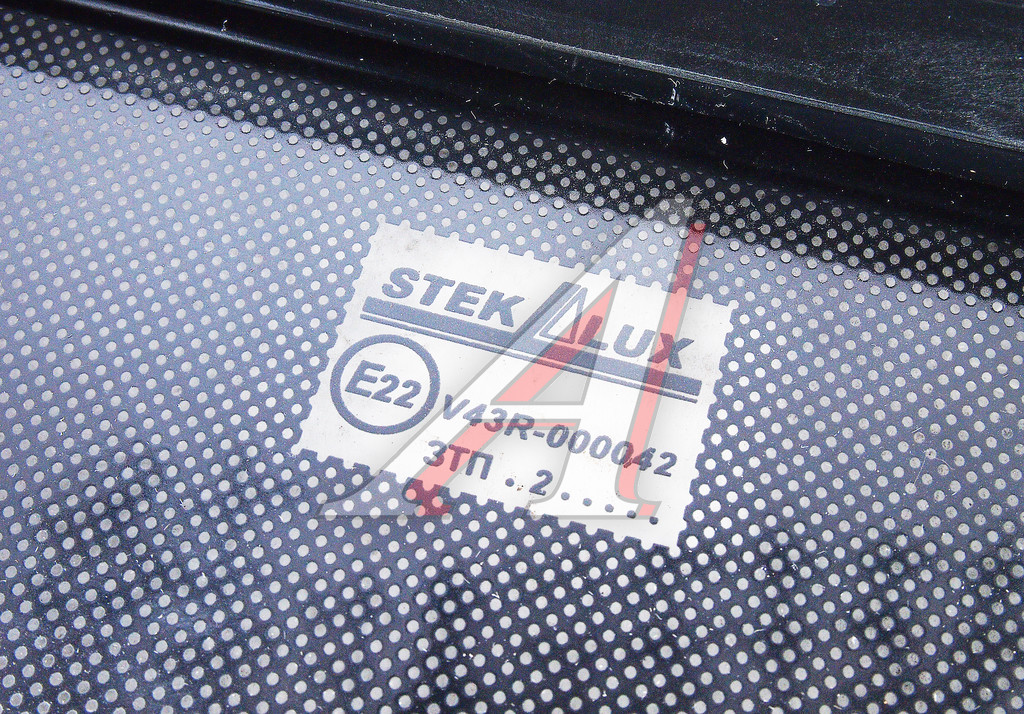 STEK LUX
E22 V43R-000042
ЗТП . 2 . . . . .